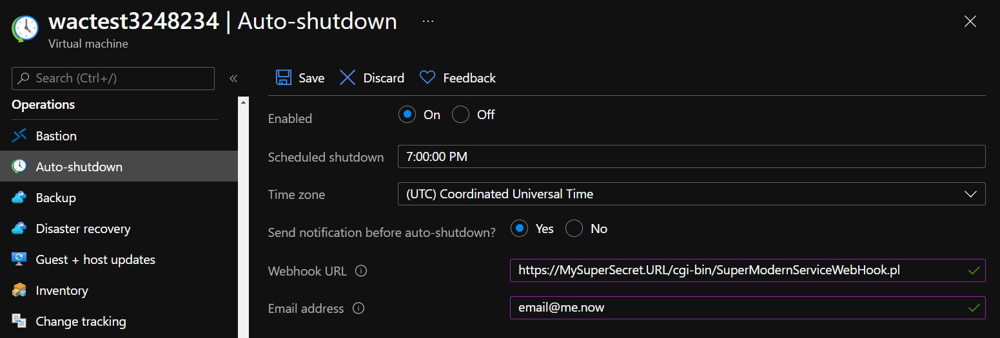 wactest3248234 | Auto-shutdown ...
Virtual machine
Search (Ctrl+/) «
Operations
Bastion
Auto-shutdown
Backup
Disaster recovery
Guest + host updates
Inventory
Change tracking
Save Discard Feedback
Enabled On Off
Scheduled shutdown 7:00:00 PM
Time zone (UTC) Coordinated Universal Time
Send notification before auto-shutdown? Yes No
Webhook URL https://MySuperSecret.URL/cgi-bin/SuperModernServiceWebHook.pl
Email address email@me.now